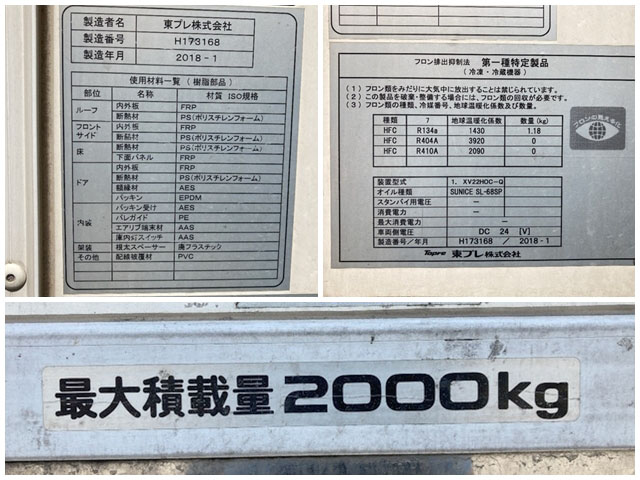 製造者名 東プレ株式会社
製造番号 H173168
製造年月 2018 - 1
使用材料一覧 (樹脂部品)
部位 名称 材質 ISO規格
ルーフ 内外板 FRP
断熱材 PS(ポリスチレンフォーム)
フロント サイド 内外板 FRP
断熱材 PS(ポリスチレンフォーム)
床 断熱材 PS(ポリスチレンフォーム)
下面パネル FRP
ドア 内外板 FRP
断熱材 PS(ポリスチレンフォーム)
額縁材 AES
パッキン EPDM
内装 パッキン受け AES
バレガイド PE
エアリブ端末材 AAS
庫内灯スイッチ AAS
架装 根太スペーサー 廃プラスチック
その他 配線被覆材 PVC
フロン排出抑制法 第一種特定製品
(冷凍・冷蔵機器)
(1) フロン類をみだりに大気中に放出することは禁じられています。
(2) この製品を破棄・整備する場合には、フロン類の回収が必要です。
(3) フロン類の種類、冷媒番号、地球温暖化係数及び数量。
種類 7 地球温暖化係数 数量(kg)
HFC R134a 1430 1.18
HFC R404A 3920 0
HFC R410A 2090 0
フロンの見える化
装置型式 1. XV22HOC-Q
オイル種類 SUNICE SL-68SP
スタンバイ用電圧 -
消費電力 -
最大消費電力 -
車両側電圧 DC 24 [V]
製造番号/年月 H173168 / 2018 - 1
Topre 東プレ株式会社
最大積載量2000kg